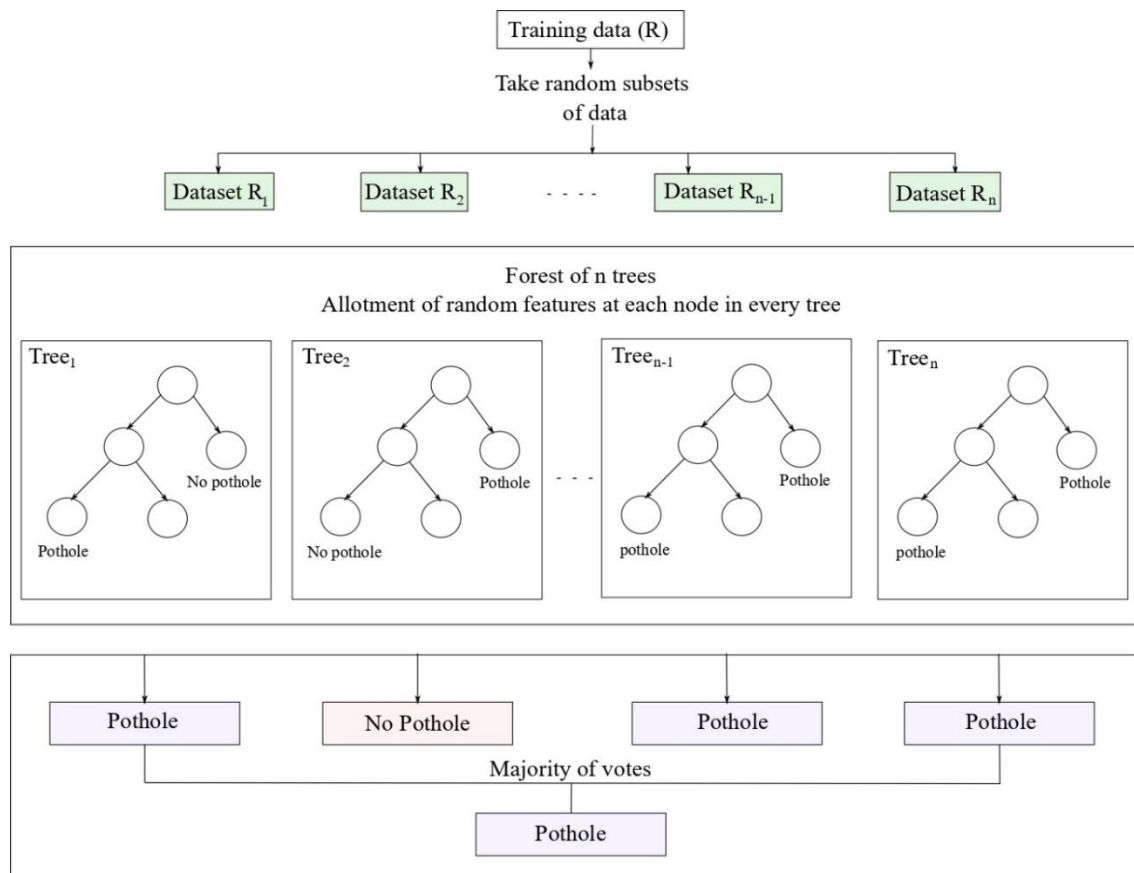 Training data (R)
Take random subsets
of data
Dataset R₁
Dataset R₂
- - - -
Dataset Rₙ₋₁
Dataset Rₙ
Forest of n trees
Allotment of random features at each node in every tree
Tree₁
No pothole
Pothole
Tree₂
Pothole
No pothole
- - -
Treeₙ₋₁
Pothole
pothole
Treeₙ
Pothole
pothole
Pothole
No Pothole
Pothole
Pothole
Majority of votes
Pothole